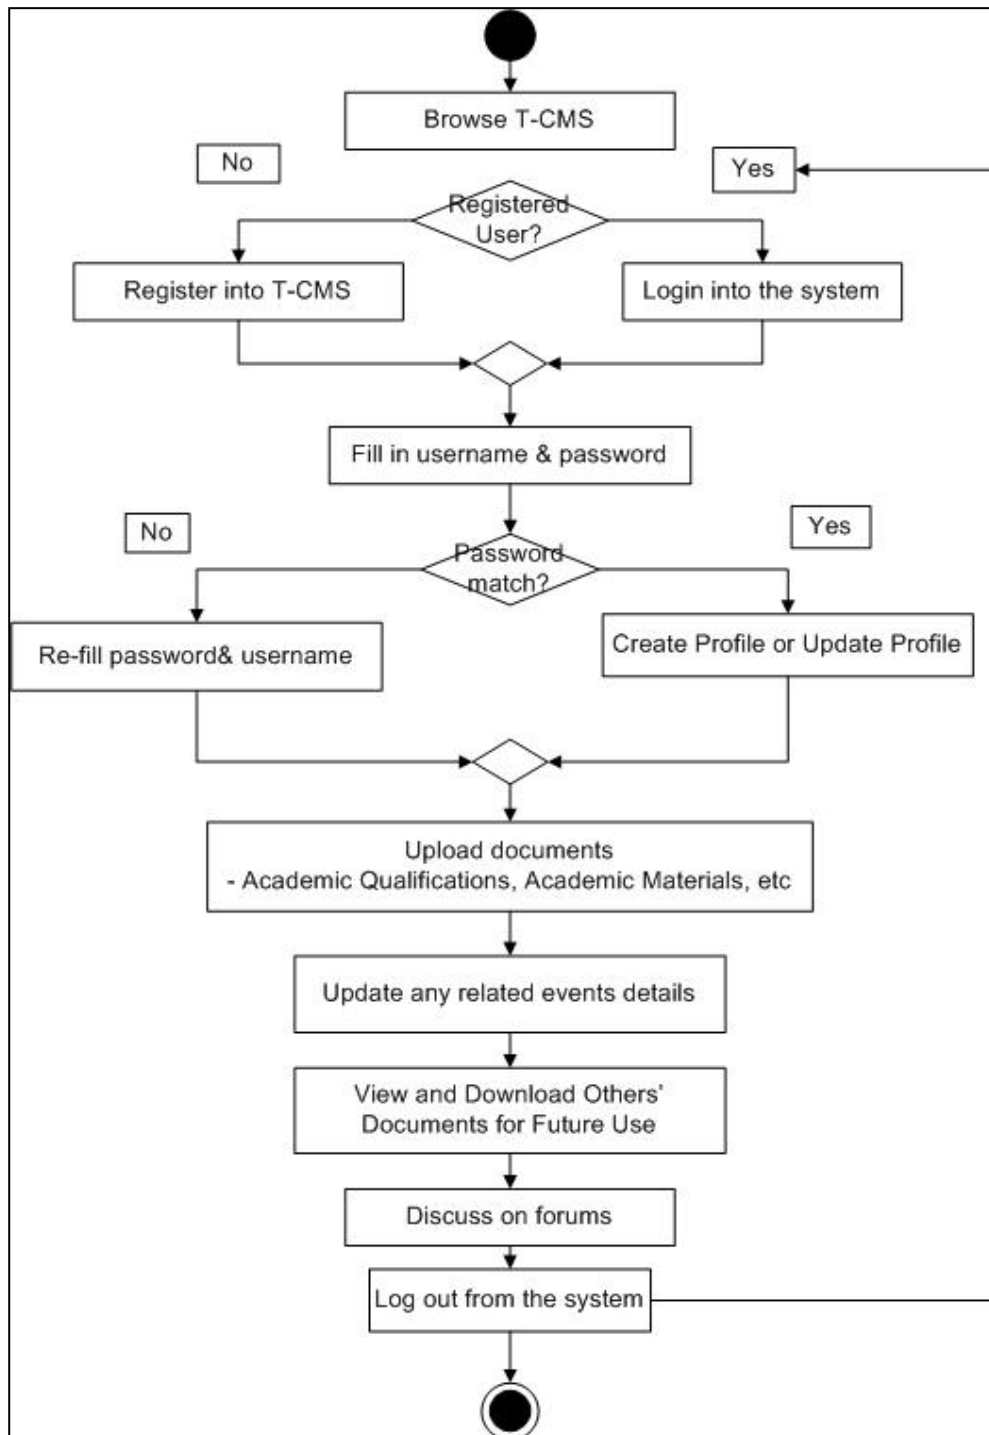 Browse T-CMS
No
Yes
Registered
User?
Register into T-CMS
Login into the system
Fill in username & password
No
Yes
Password
match?
Re-fill password& username
Create Profile or Update Profile
Upload documents
- Academic Qualifications, Academic Materials, etc
Update any related events details
View and Download Others'
Documents for Future Use
Discuss on forums
Log out from the system